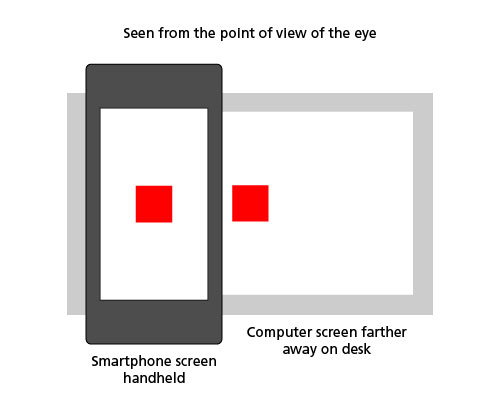 Seen from the point of view of the eye
Smartphone screen
handheld
Computer screen farther
away on desk